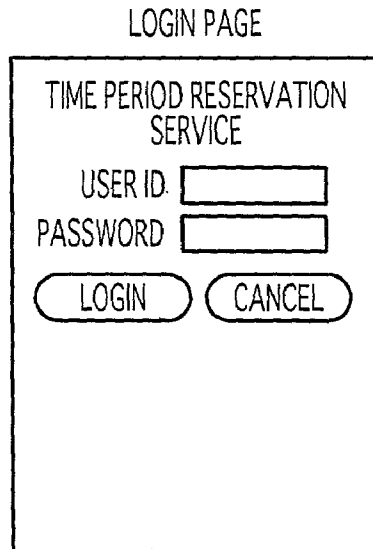 LOGIN PAGE
TIME PERIOD RESERVATION
SERVICE
USER ID
PASSWORD
LOGIN CANCEL